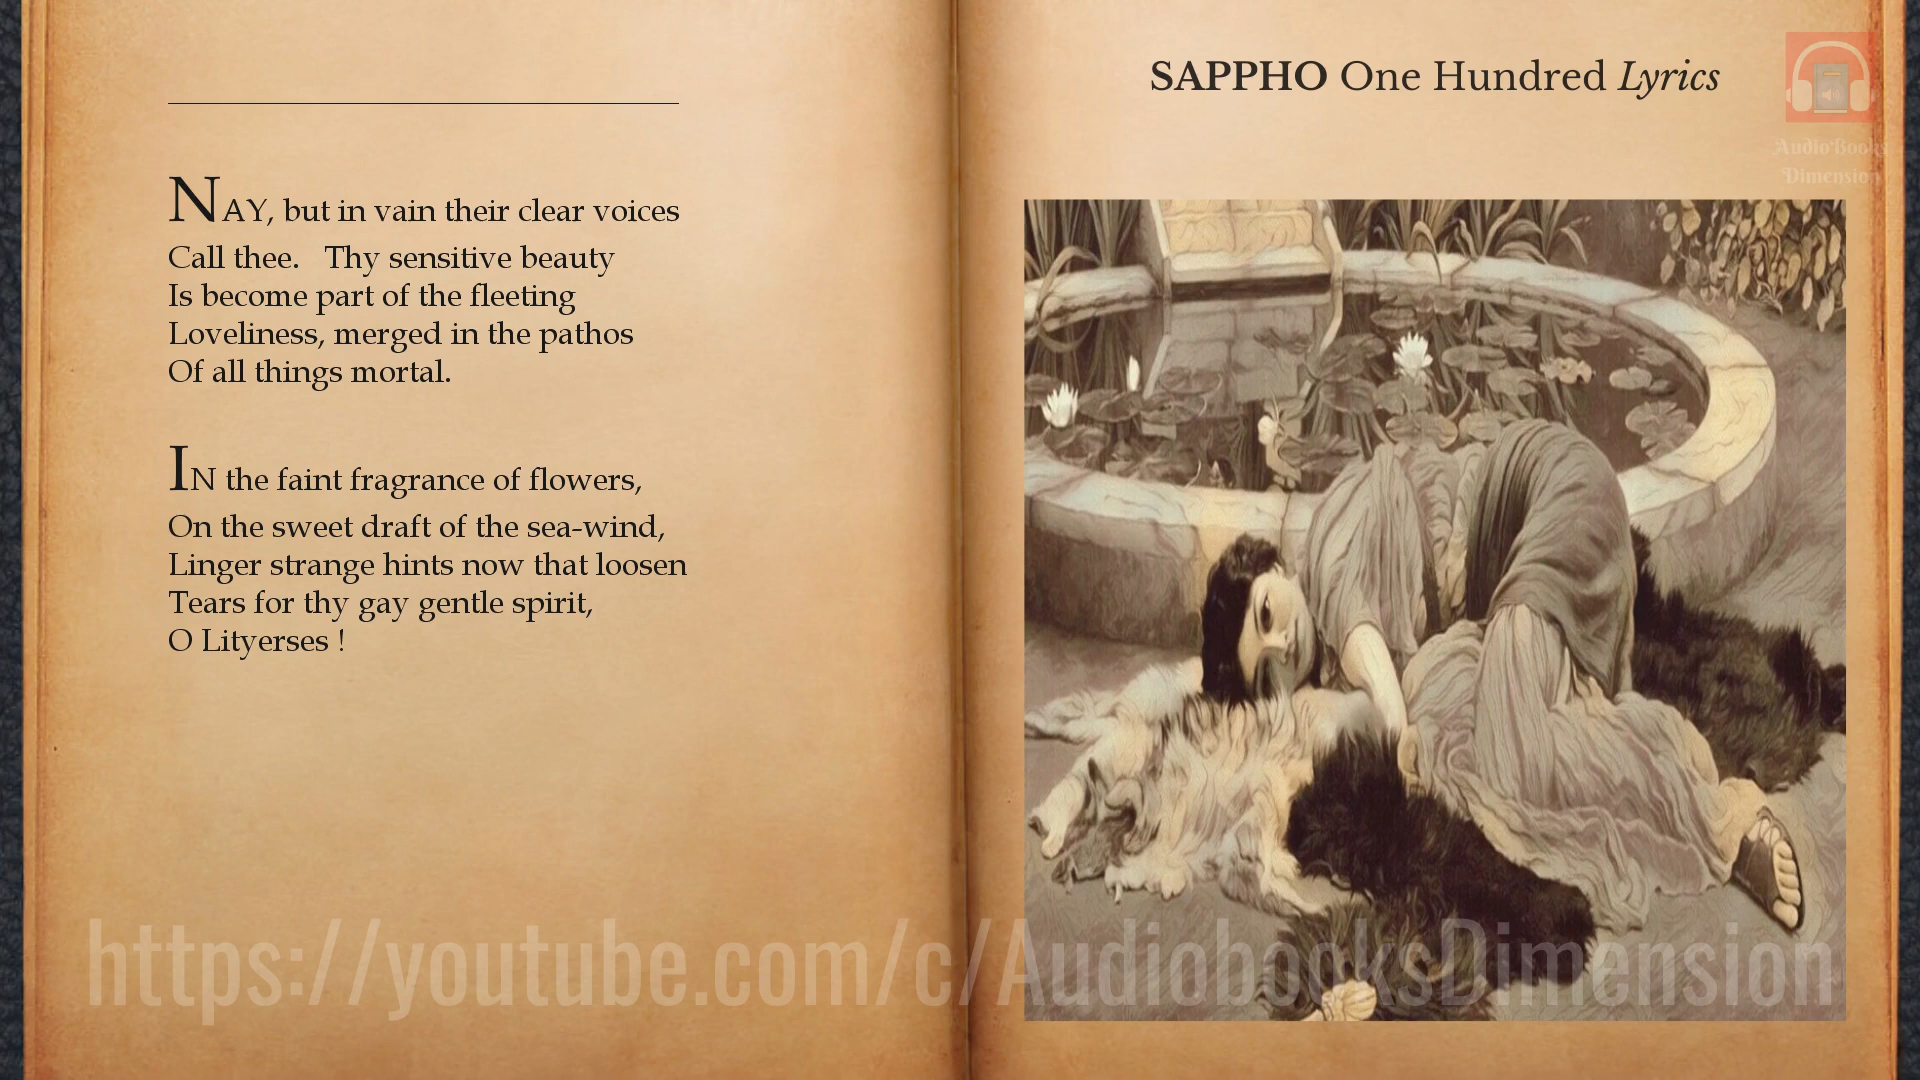 NAY, but in vain their clear voices
Call thee. Thy sensitive beauty
Is become part of the fleeting
Loveliness, merged in the pathos
Of all things mortal.
IN the faint fragrance of flowers,
On the sweet draft of the sea-wind,
Linger strange hints now that loosen
Tears for thy gay gentle spirit,
O Lityerses !
SAPPHO One Hundred Lyrics
AudioBooks
Dimension
https://youtube.com/c/AudiobooksDimension